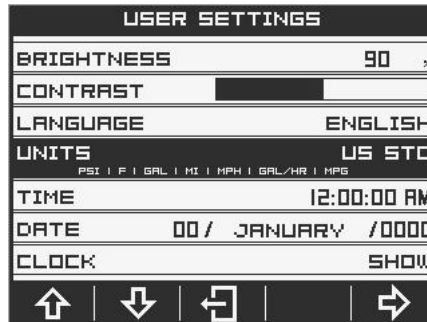 USER SETTINGS
BRIGHTNESS 90
CONTRAST
LANGUAGE ENGLISH
UNITS US STD
PSI | F | GAL | MI | MPH | GAL/HR | MPG
TIME 12:00:00 AM
DATE 00/ JANUARY /0000
CLOCK SHOW